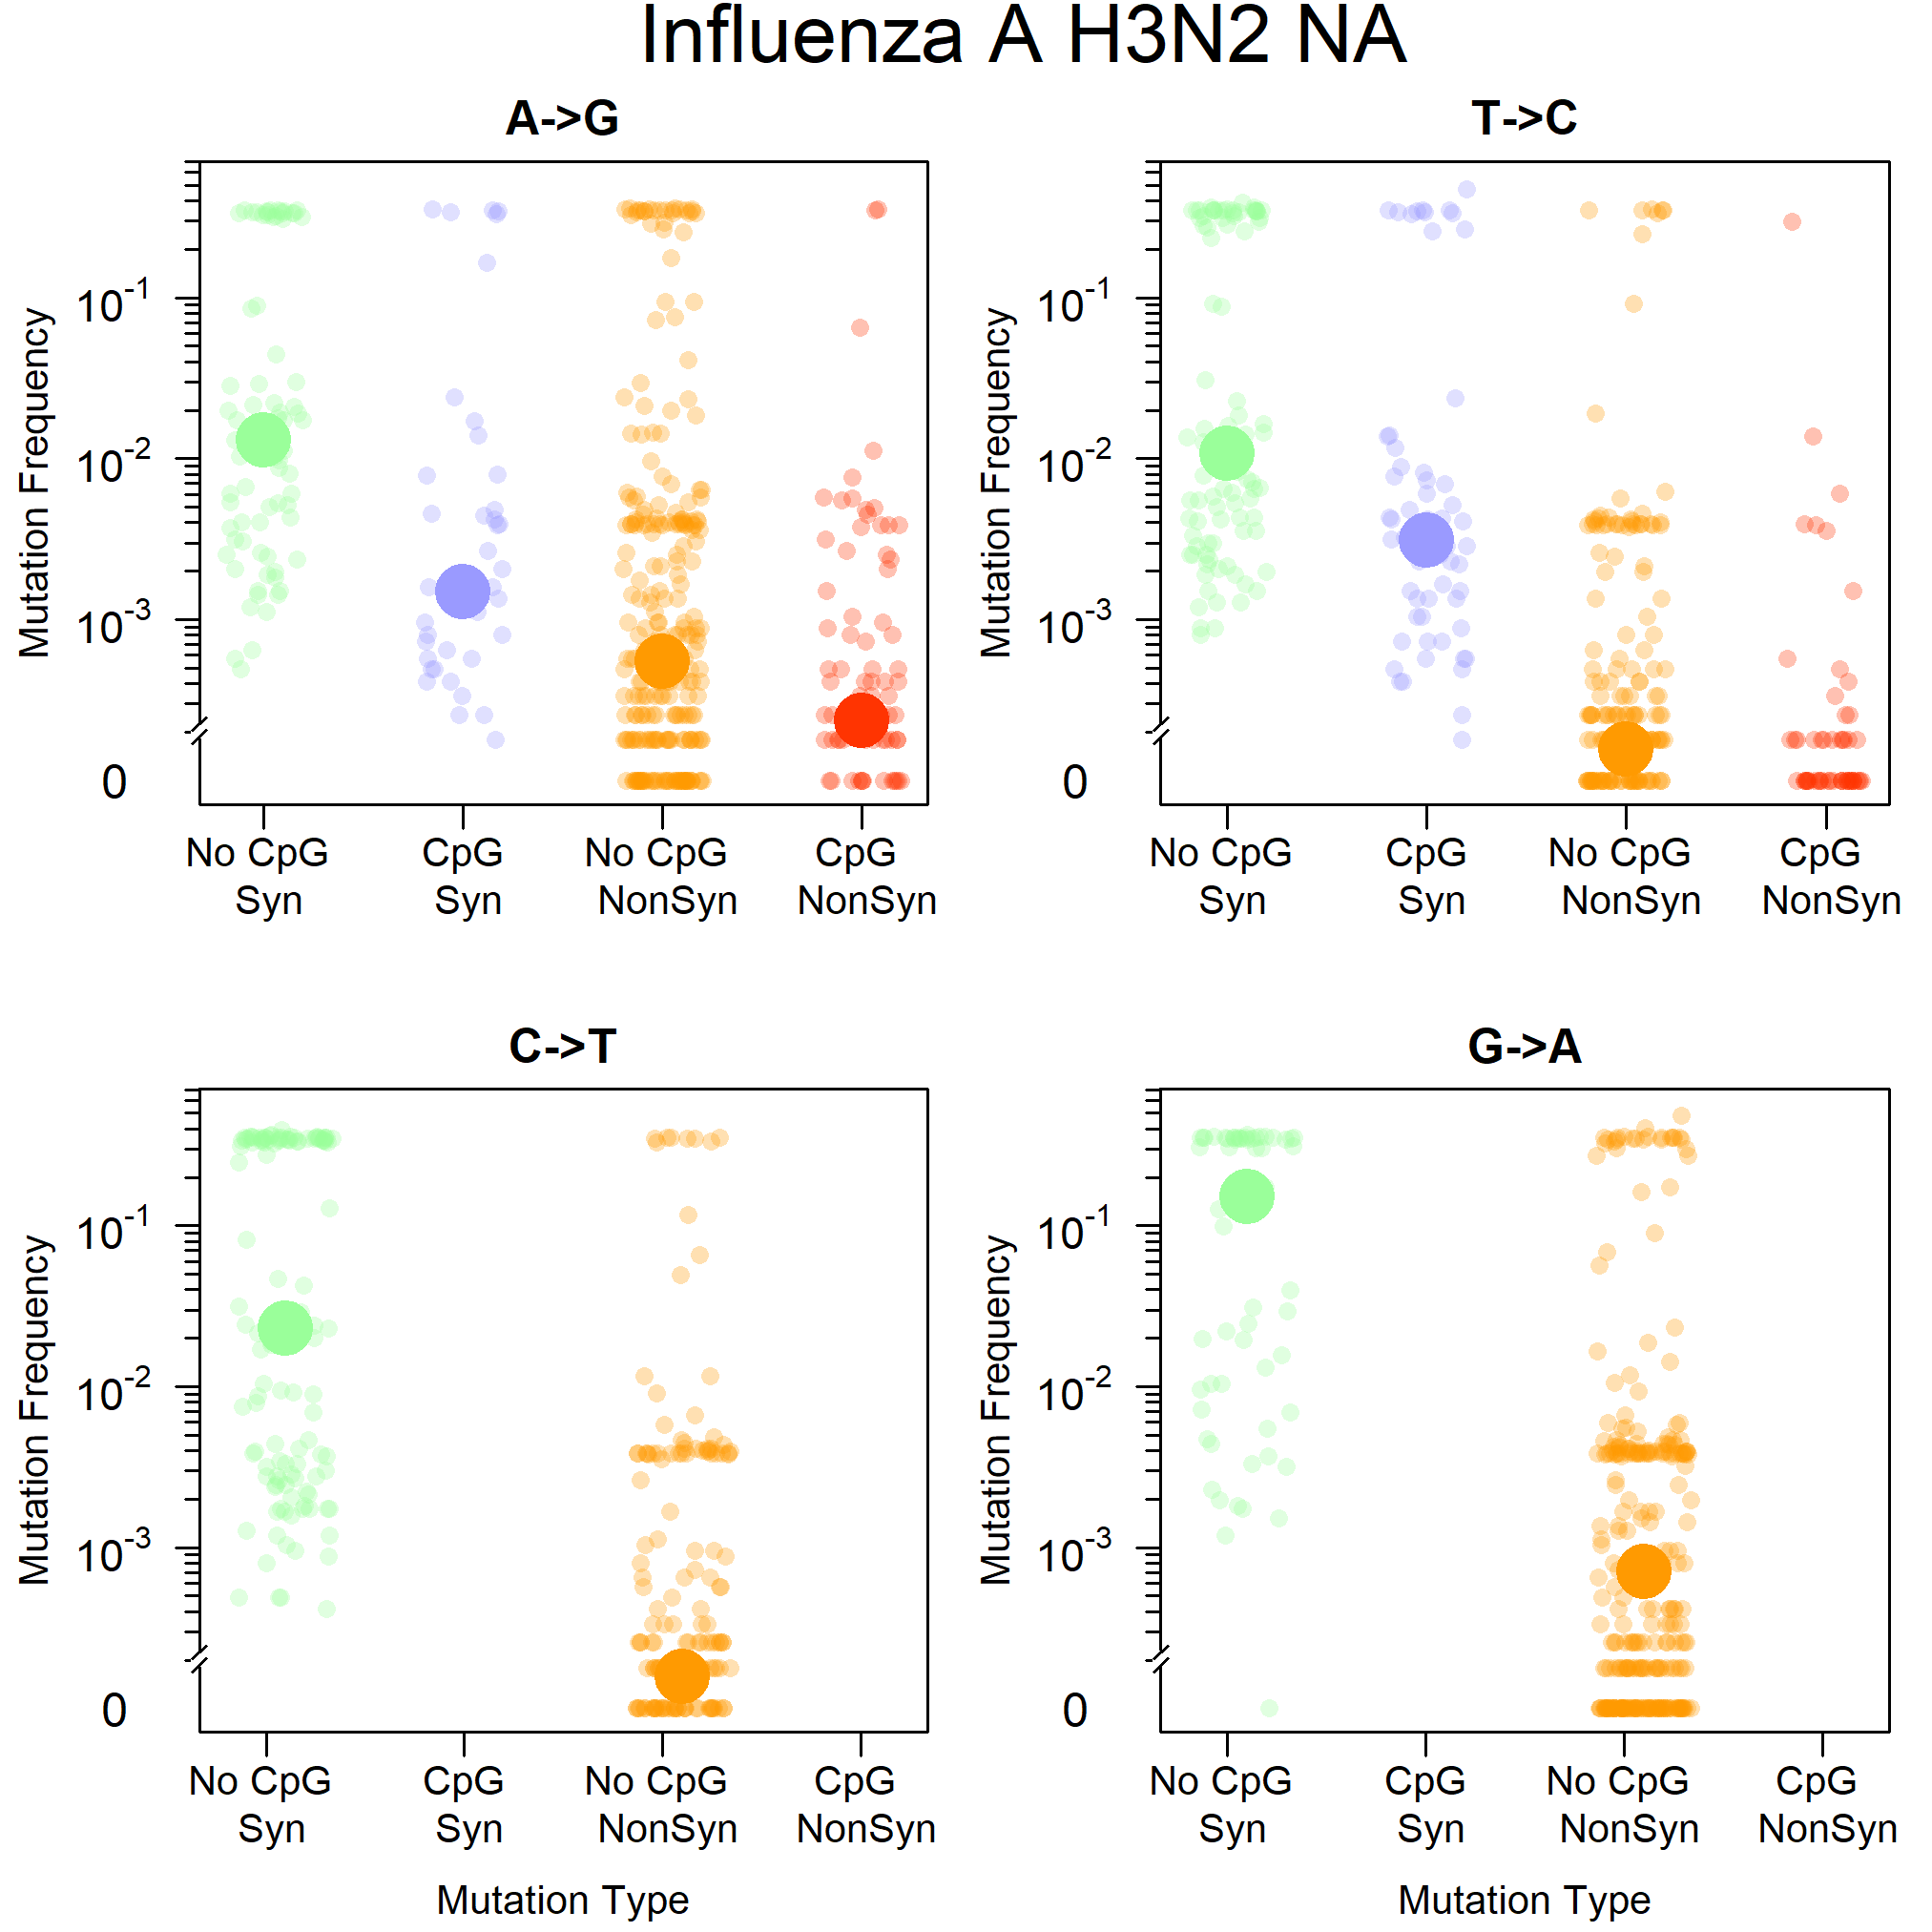 Influenza A H3N2 NA
A->G
Mutation Frequency
10-1
10-2
10-3
0
No CpG Syn
CpG Syn
No CpG NonSyn
CpG NonSyn
T->C
Mutation Frequency
10-1
10-2
10-3
0
No CpG Syn
CpG Syn
No CpG NonSyn
CpG NonSyn
C->T
Mutation Frequency
10-1
10-2
10-3
0
No CpG Syn
CpG Syn
No CpG NonSyn
CpG NonSyn
Mutation Type
G->A
Mutation Frequency
10-1
10-2
10-3
0
No CpG Syn
CpG Syn
No CpG NonSyn
CpG NonSyn
Mutation Type